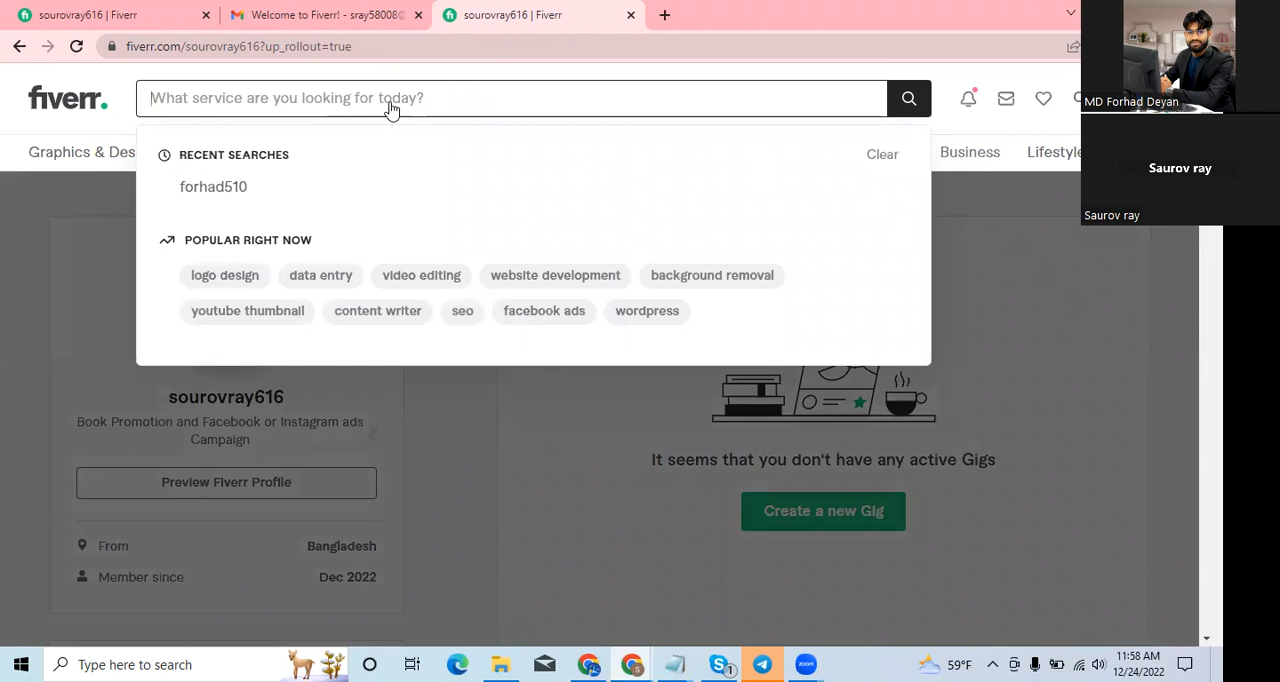 sourovray616 | Fiverr
Welcome to Fiverr! - sray58008@
sourovray616 | Fiverr
fiverr.com/sourovray616?up_rollout=true
fiverr.
What service are you looking for today?
MD Forhad Deyan
Graphics & Des
Business
Lifestyle
RECENT SEARCHES
Clear
Saurov ray
forhad510
Saurov ray
POPULAR RIGHT NOW
logo design
data entry
video editing
website development
background removal
youtube thumbnail
content writer
seo
facebook ads
wordpress
sourovray616
Book Promotion and Facebook or Instagram ads
Campaign
Preview Fiverr Profile
From
Bangladesh
Member since
Dec 2022
It seems that you don't have any active Gigs
Create a new Gig
Type here to search
1
zoom
59°F
11:58 AM
12/24/2022